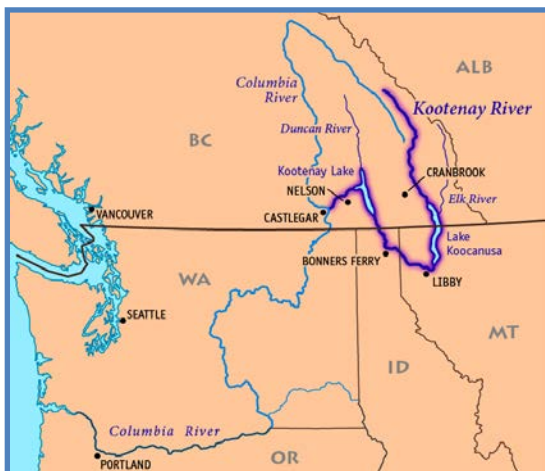 ALB
Columbia
River
Kootenay River
Duncan River
BC
Kootenay Lake
CRANBROOK
NELSON
Elk River
VANCOUVER
CASTLEGAR
Lake
Koocanusa
BONNERS FERRY
WA
LIBBY
SEATTLE
MT
ID
Columbia River
OR
PORTLAND